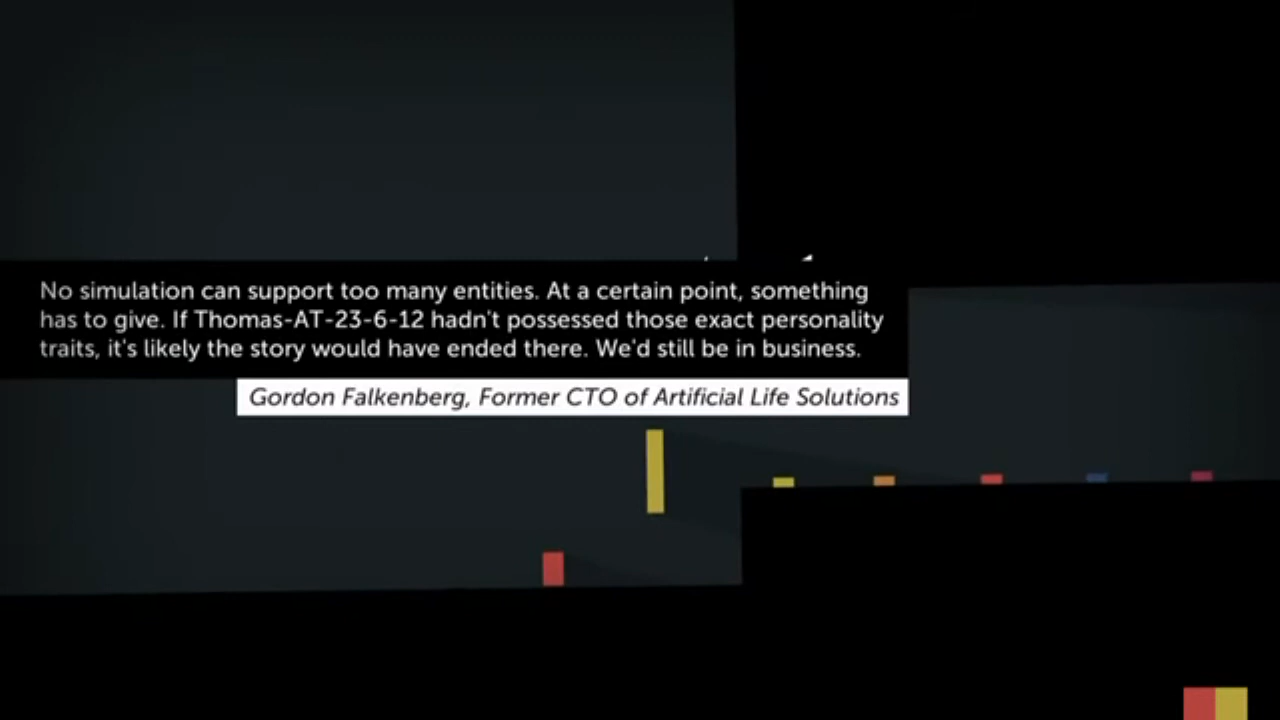 No simulation can support too many entities. At a certain point, something
has to give. If Thomas-AT-23-6-12 hadn't possessed those exact personality
traits, it's likely the story would have ended there. We'd still be in business.
Gordon Falkenberg, Former CTO of Artificial Life Solutions